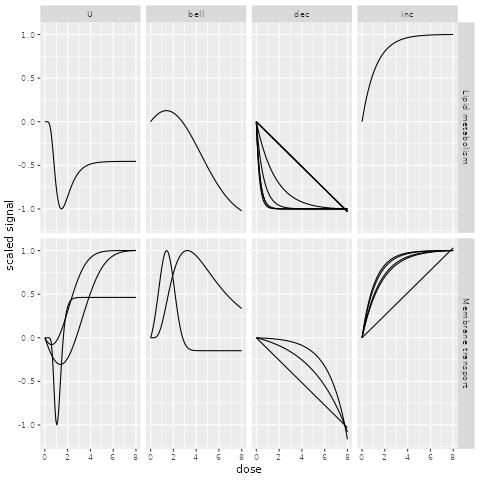 U bell dec inc
1.0
0.5
0.0
-0.5
-1.0
Lipid metabolism
scaled signal
1.0
0.5
0.0
-0.5
-1.0
Membrane transport
0 2 4 6 8 0 2 4 6 8 0 2 4 6 8 0 2 4 6 8
dose